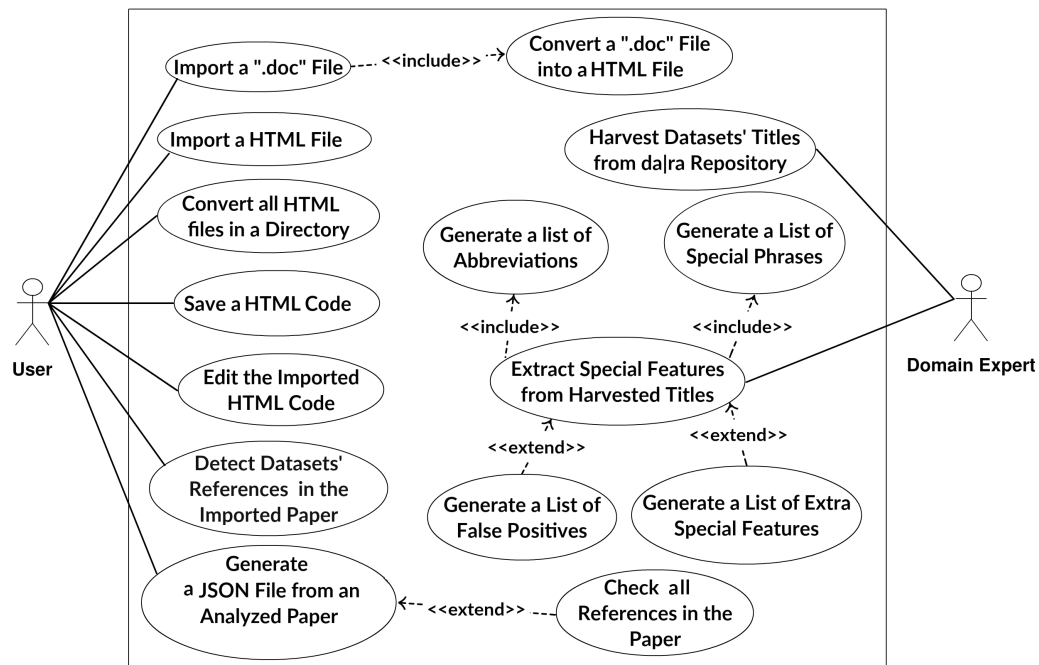 Import a ".doc" File
<<include>>
Convert a ".doc" File
into a HTML File
Import a HTML File
Harvest Datasets' Titles
from da|ra Repository
Convert all HTML
files in a Directory
Generate a list of
Abbreviations
Generate a List of
Special Phrases
Save a HTML Code
<<include>>
<<include>>
User
Domain Expert
Edit the Imported
HTML Code
Extract Special Features
from Harvested Titles
<<extend>>
<<extend>>
Detect Datasets'
References in the
Imported Paper
Generate a List of
False Positives
Generate a List of Extra
Special Features
Generate
a JSON File from an
Analyzed Paper
<<extend>>
Check all
References in the
Paper